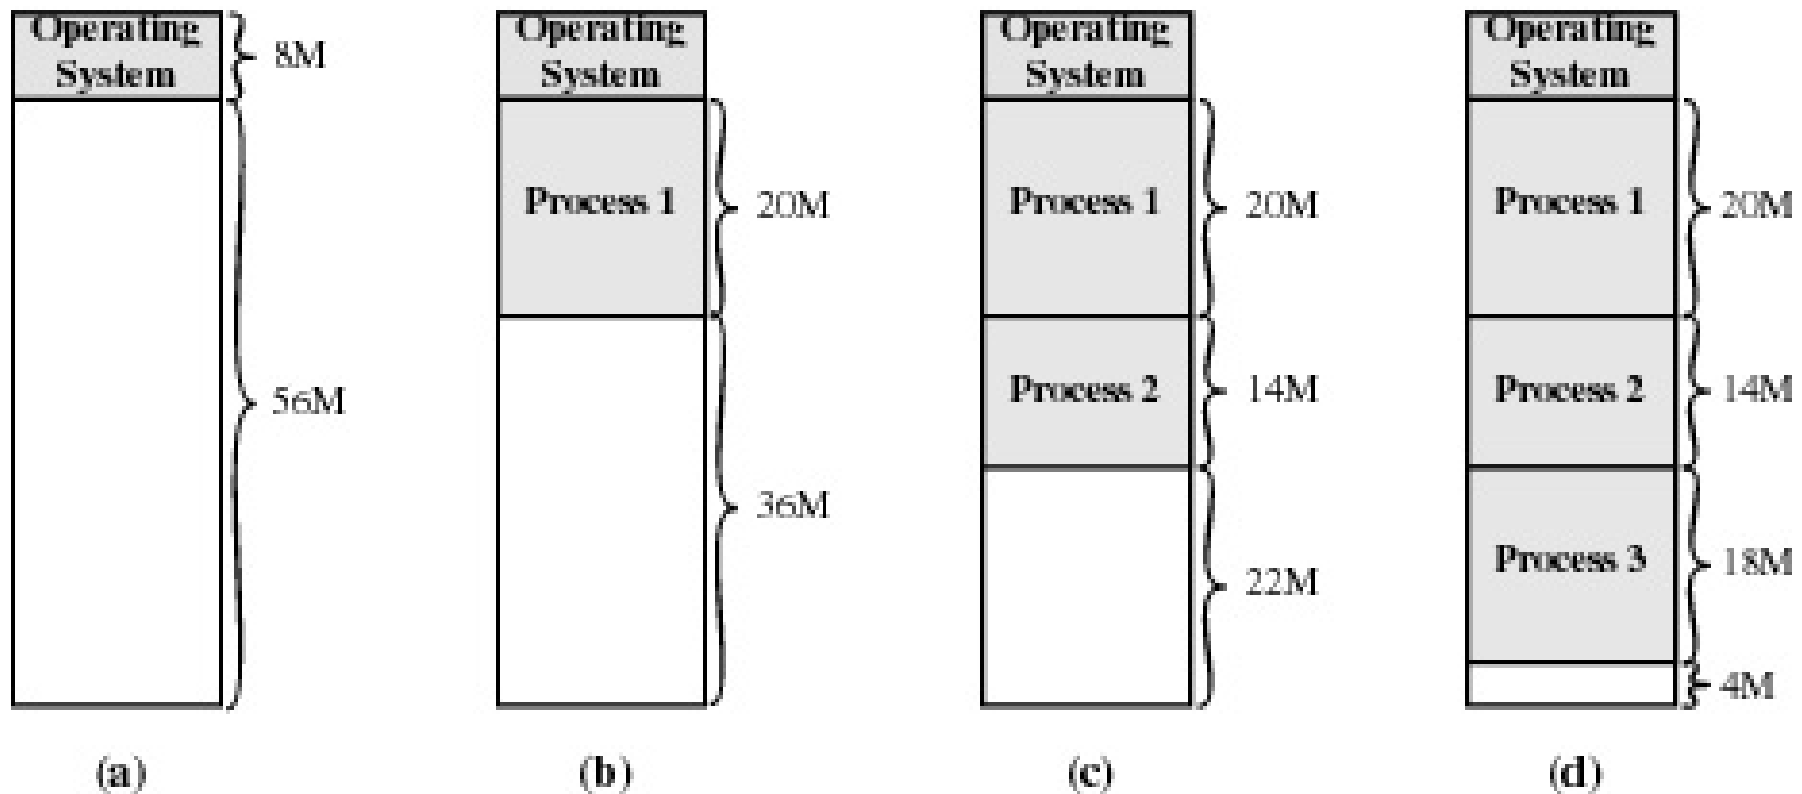 Operating
System
8M
56M
(a)
Operating
System
Process 1
20M
36M
(b)
Operating
System
Process 1
20M
Process 2
14M
22M
(c)
Operating
System
Process 1
20M
Process 2
14M
Process 3
18M
4M
(d)